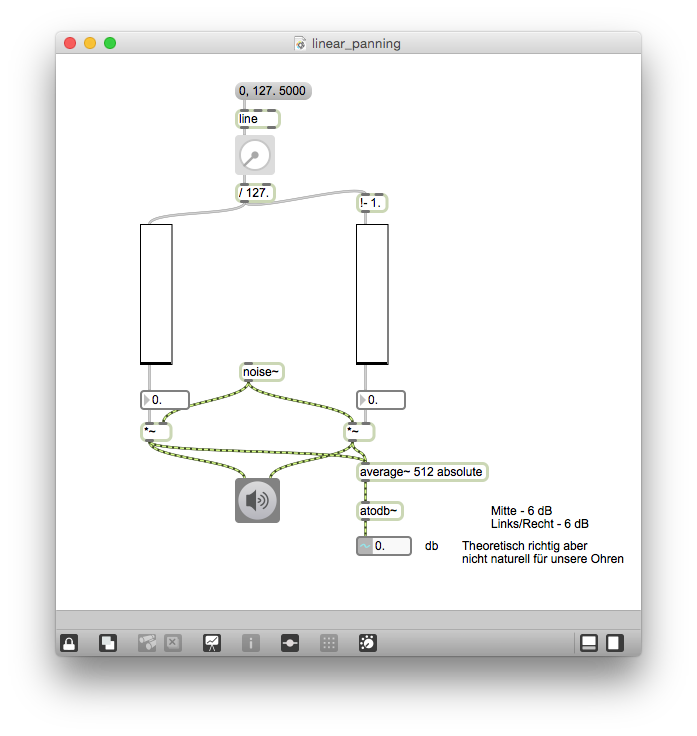 linear_panning
0, 127. 5000
line
/ 127.
!- 1.
noise~
0.
0.
*~
*~
average~ 512 absolute
atodb~
Mitte - 6 dB
Links/Recht - 6 dB
~ 0.
db
Theoretisch richtig aber
nicht naturell für unsere Ohren